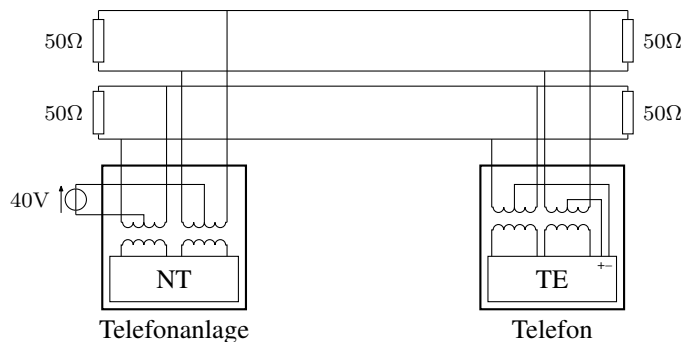 50Ω 50Ω
50Ω 50Ω
40V
+−
NT TE
Telefonanlage Telefon